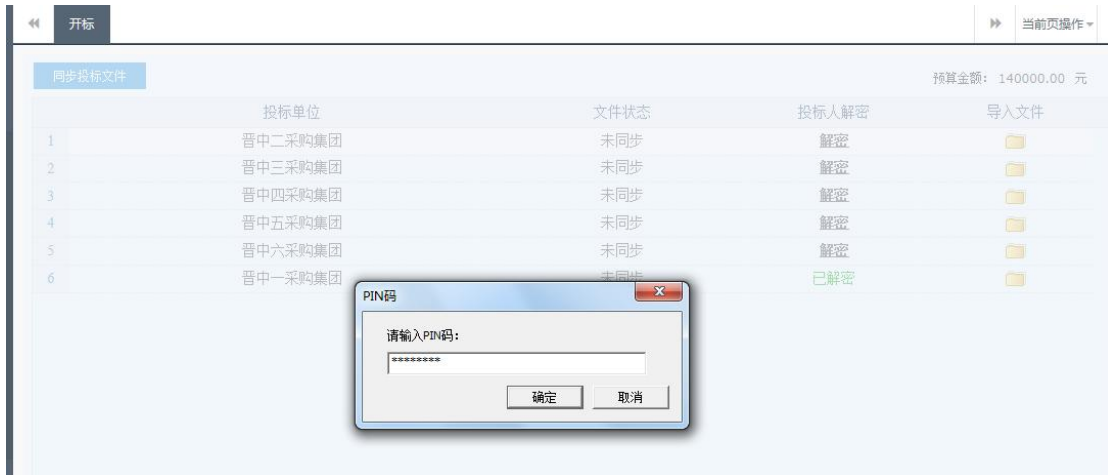 开标 当前页操作
同步投标文件 预算金额: 140000.00 元
投标单位 文件状态 投标人解密 导入文件
1 晋中二采购集团 未同步 解密
2 晋中三采购集团 未同步 解密
3 晋中四采购集团 未同步 解密
4 晋中五采购集团 未同步 解密
5 晋中六采购集团 未同步 解密
6 晋中一采购集团 未同步 已解密
PIN码
请输入PIN码:
********
确定 取消